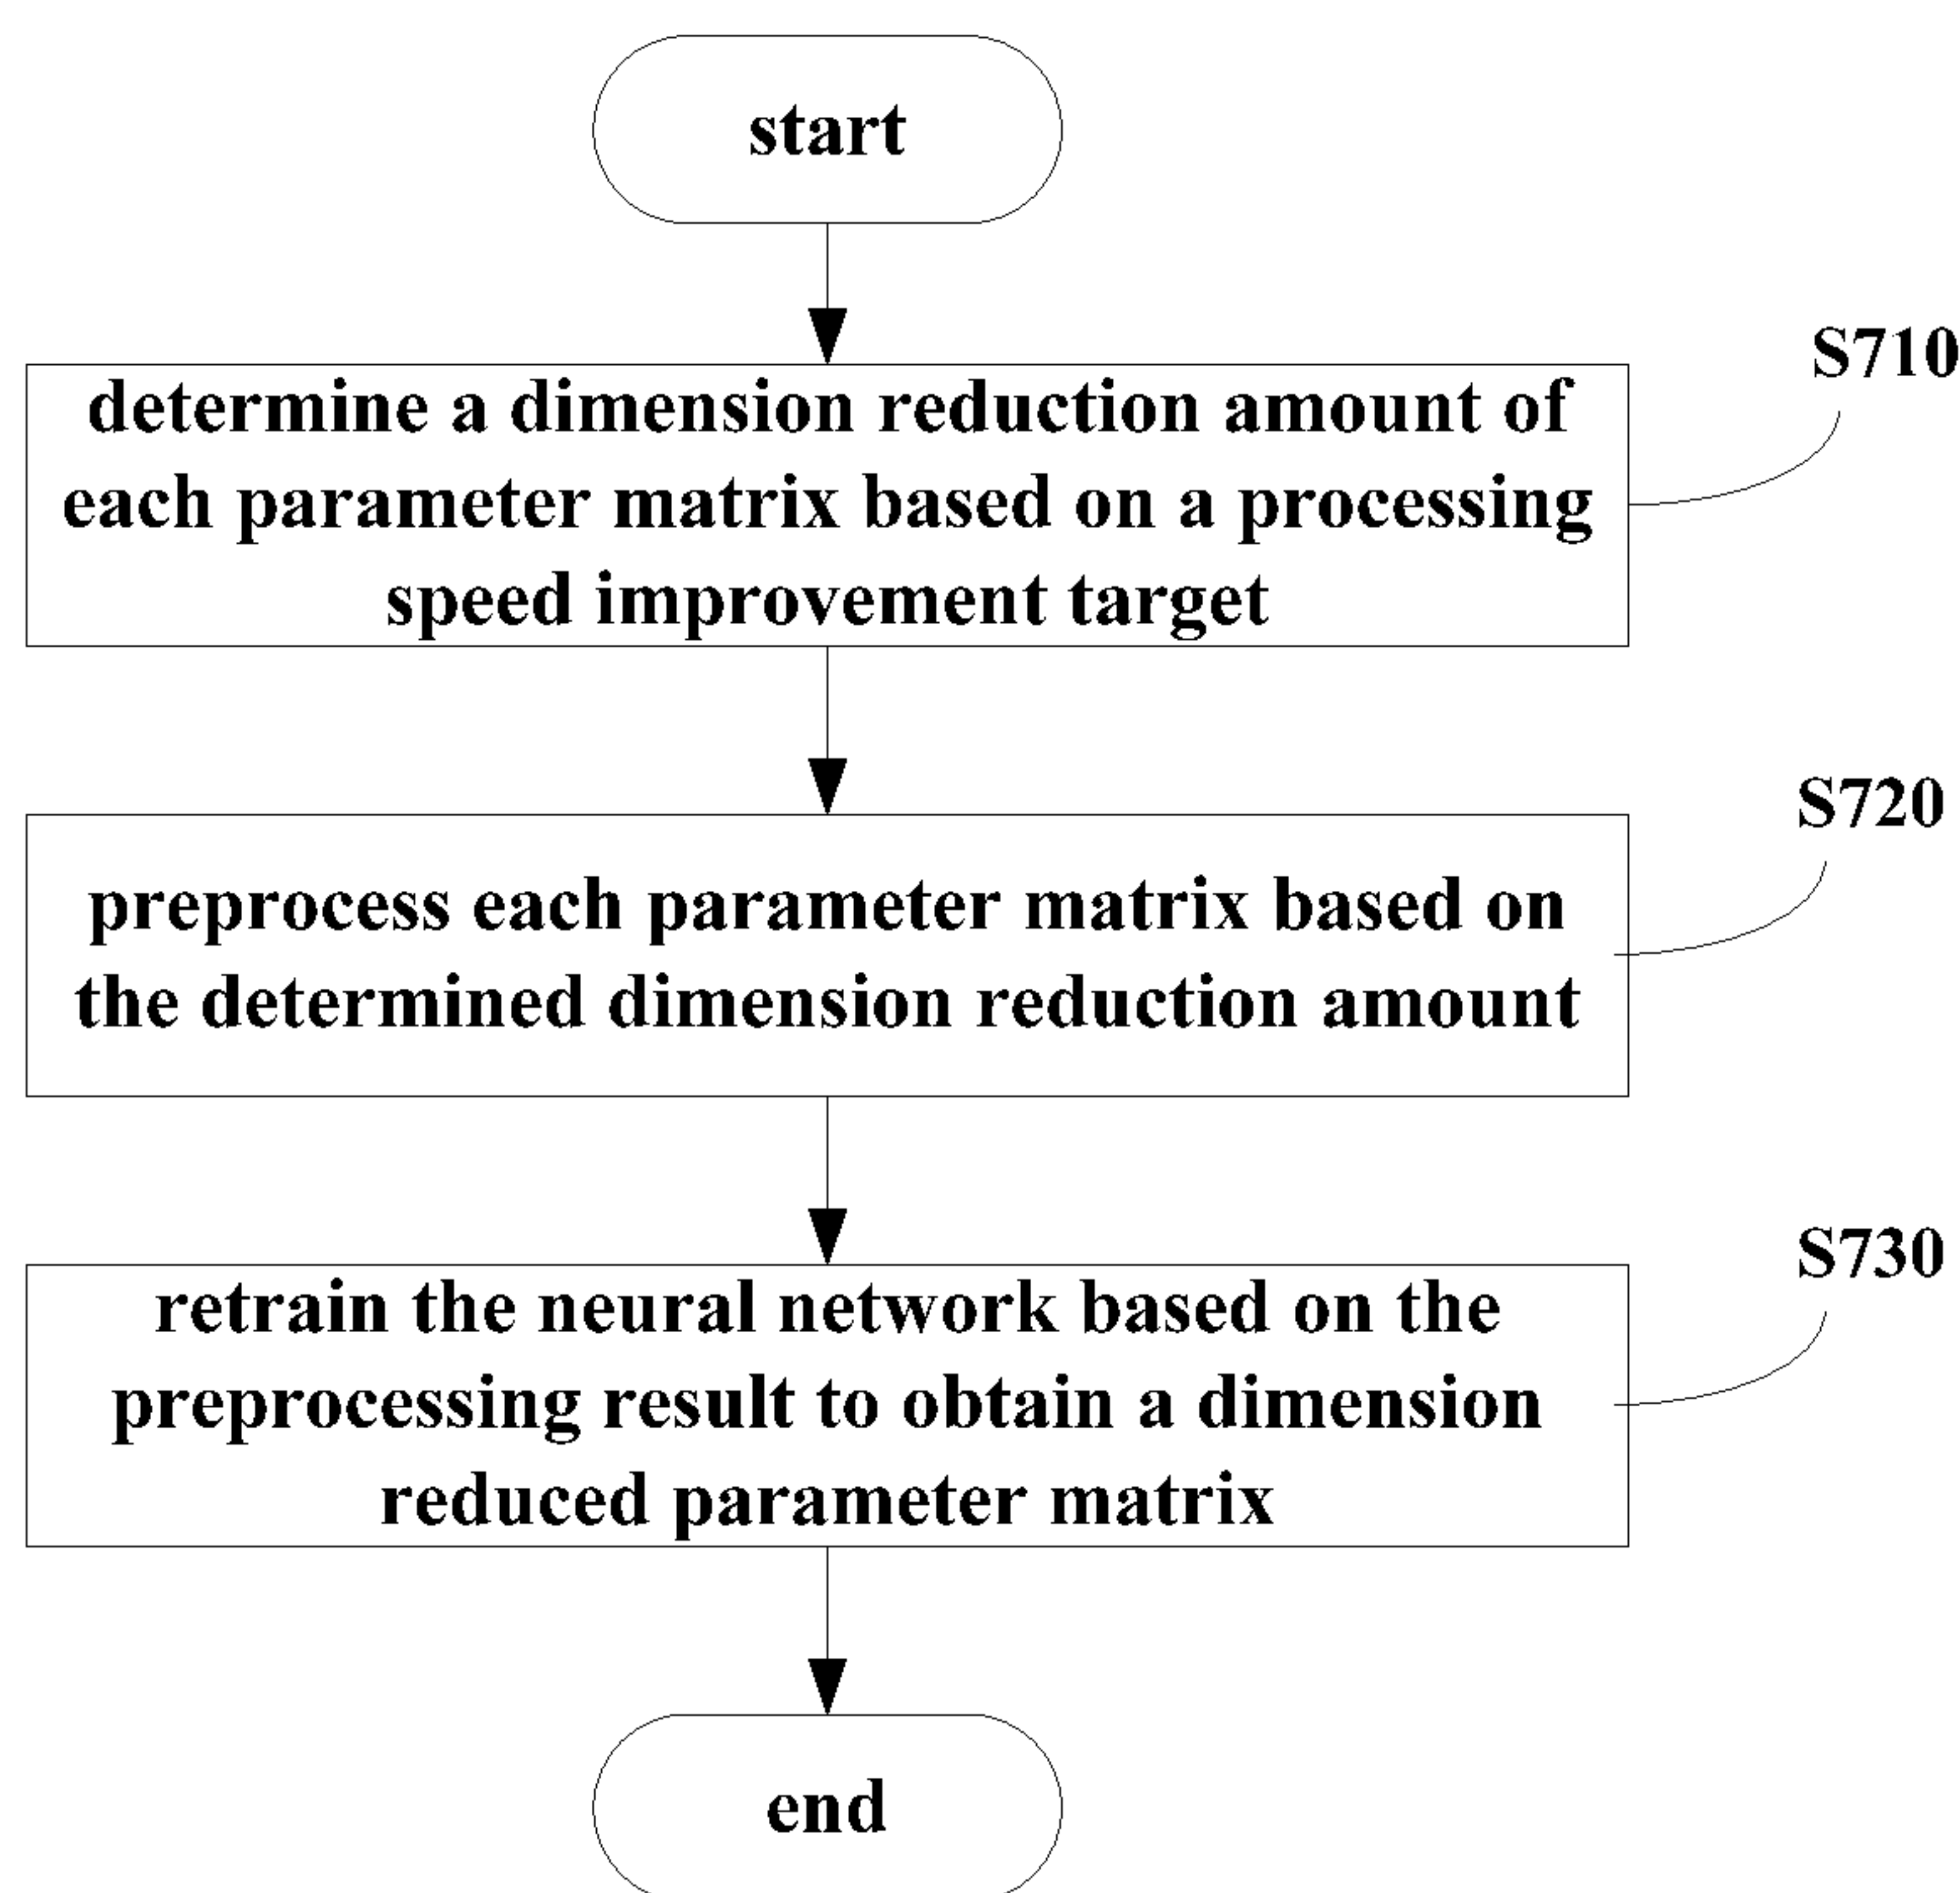 start
S710
determine a dimension reduction amount of
each parameter matrix based on a processing
speed improvement target
S720
preprocess each parameter matrix based on
the determined dimension reduction amount
S730
retrain the neural network based on the
preprocessing result to obtain a dimension
reduced parameter matrix
end